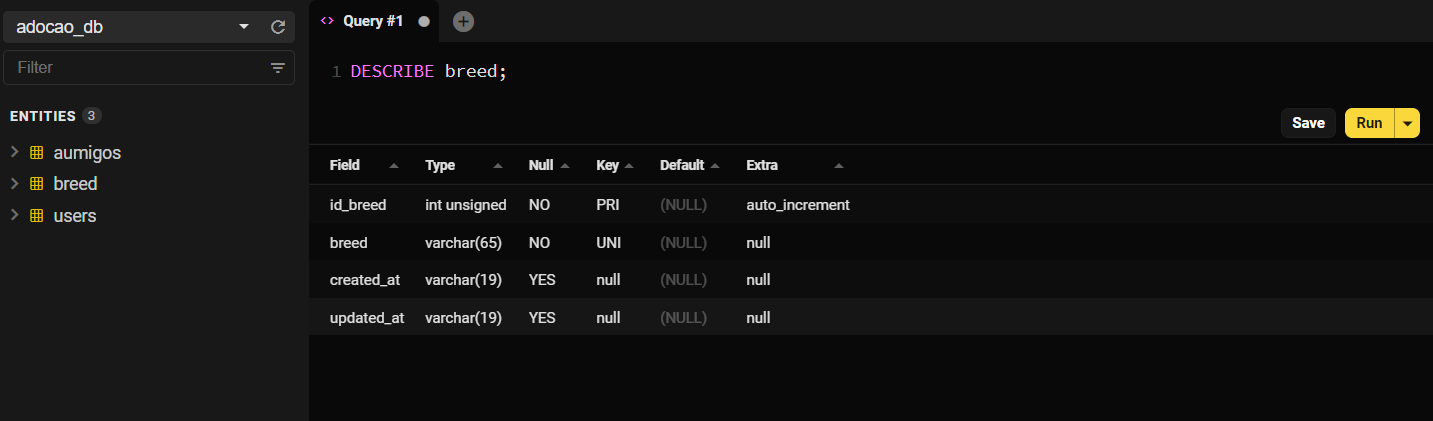 adocao_db
Filter
ENTITIES 3
aumigos
breed
users
Query #1
1 DESCRIBE breed;
Save Run
Field Type Null Key Default Extra
id_breed int unsigned NO PRI (NULL) auto_increment
breed varchar(65) NO UNI (NULL) null
created_at varchar(19) YES null (NULL) null
updated_at varchar(19) YES null (NULL) null